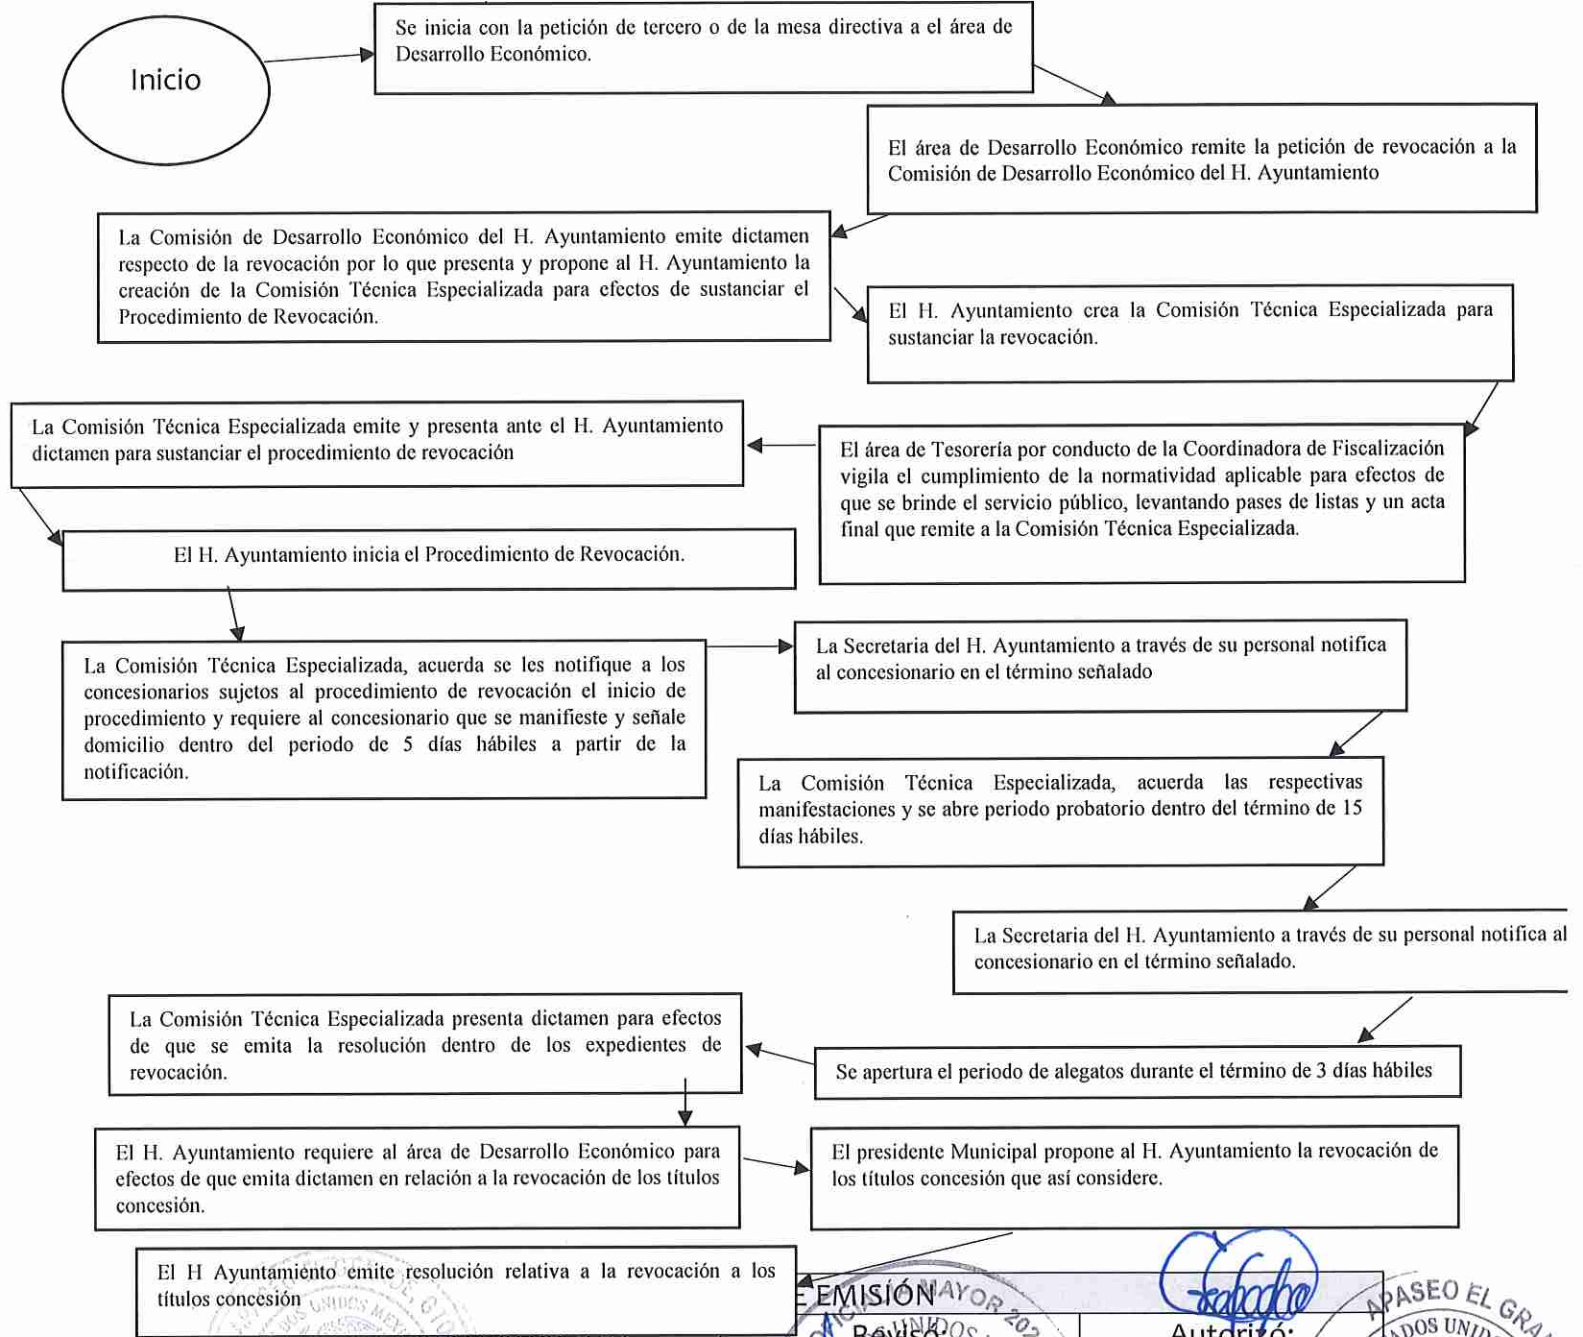 Inicio
Se inicia con la petición de tercero o de la mesa directiva a el área de
Desarrollo Económico.
El área de Desarrollo Económico remite la petición de revocación a la
Comisión de Desarrollo Económico del H. Ayuntamiento
La Comisión de Desarrollo Económico del H. Ayuntamiento emite dictamen
respecto de la revocación por lo que presenta y propone al H. Ayuntamiento la
creación de la Comisión Técnica Especializada para efectos de sustanciar el
Procedimiento de Revocación.
El H. Ayuntamiento crea la Comisión Técnica Especializada para
sustanciar la revocación.
El área de Tesorería por conducto de la Coordinadora de Fiscalización
vigila el cumplimiento de la normatividad aplicable para efectos de
que se brinde el servicio público, levantando pases de listas y un acta
final que remite a la Comisión Técnica Especializada.
La Comisión Técnica Especializada emite y presenta ante el H. Ayuntamiento
dictamen para sustanciar el procedimiento de revocación
El H. Ayuntamiento inicia el Procedimiento de Revocación.
La Comisión Técnica Especializada, acuerda se les notifique a los
concesionarios sujetos al procedimiento de revocación el inicio de
procedimiento y requiere al concesionario que se manifieste y señale
domicilio dentro del periodo de 5 días hábiles a partir de la
notificación.
La Secretaria del H. Ayuntamiento a través de su personal notifica
al concesionario en el término señalado
La Comisión Técnica Especializada, acuerda las respectivas
manifestaciones y se abre periodo probatorio dentro del término de 15
días hábiles.
La Secretaria del H. Ayuntamiento a través de su personal notifica al
concesionario en el término señalado.
Se apertura el periodo de alegatos durante el término de 3 días hábiles
La Comisión Técnica Especializada presenta dictamen para efectos
de que se emita la resolución dentro de los expedientes de
revocación.
El H. Ayuntamiento requiere al área de Desarrollo Económico para
efectos de que emita dictamen en relación a la revocación de los títulos
concesión.
El presidente Municipal propone al H. Ayuntamiento la revocación de
los títulos concesión que así considere.
El H Ayuntamiento emite resolución relativa a la revocación a los
títulos concesión
E EMISIÓN
Revisó:
Autorizó:
MAYOR 202
UNIDOS
APASEO EL GRA
ADOS UNID
UNIDOS MEX